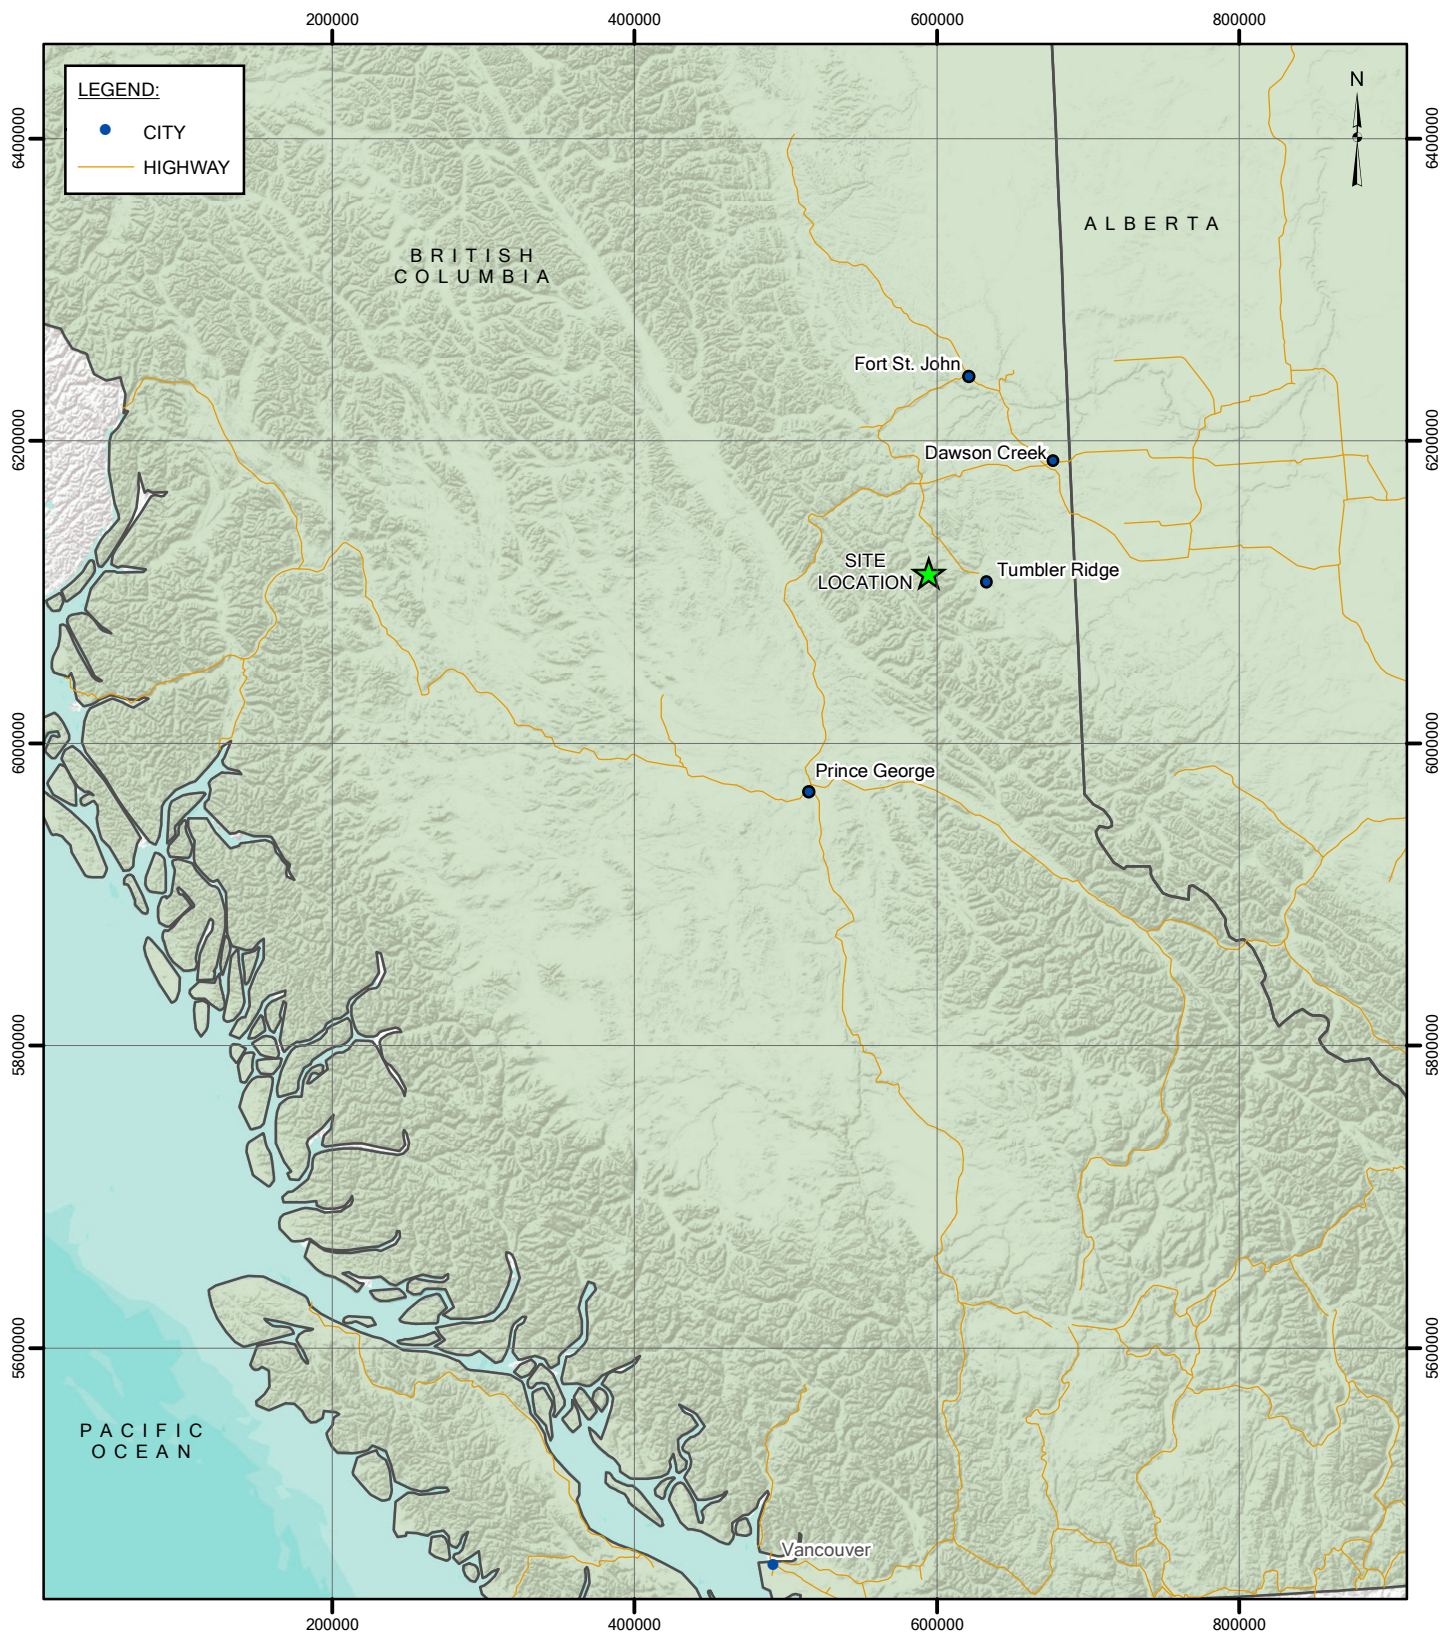 200000
400000
600000
800000
LEGEND:
CITY
HIGHWAY
N
6400000
6400000
ALBERTA
BRITISH
COLUMBIA
Fort St. John
6200000
6200000
Dawson Creek
SITE
LOCATION
Tumbler Ridge
6000000
6000000
Prince George
5800000
5800000
5600000
5600000
PACIFIC
OCEAN
Vancouver
200000
400000
600000
800000